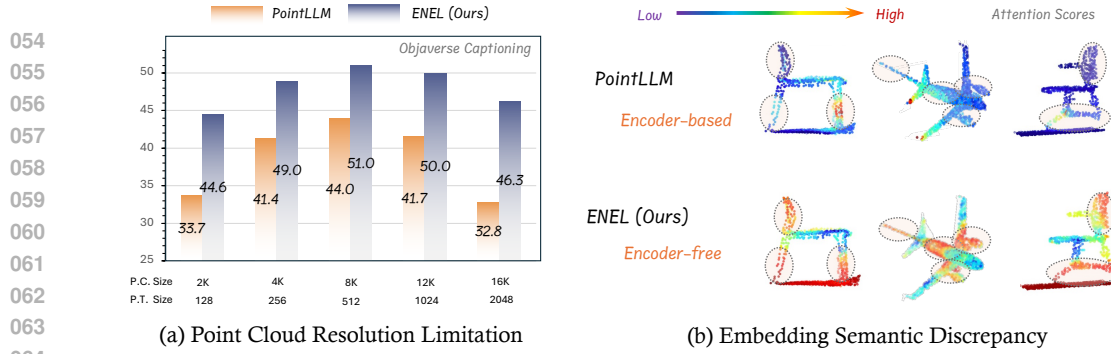 PointLLM
ENEL (Ours)
Objaverse Captioning
50
45
40
35
30
25
33.7
44.6
41.4
49.0
44.0
51.0
41.7
50.0
32.8
46.3
P.C. Size 2K 4K 8K 12K 16K
P.T. Size 128 256 512 1024 2048
(a) Point Cloud Resolution Limitation
Low
High
Attention Scores
PointLLM
Encoder-based
ENEL (Ours)
Encoder-free
(b) Embedding Semantic Discrepancy
054
055
056
057
058
059
060
061
062
063